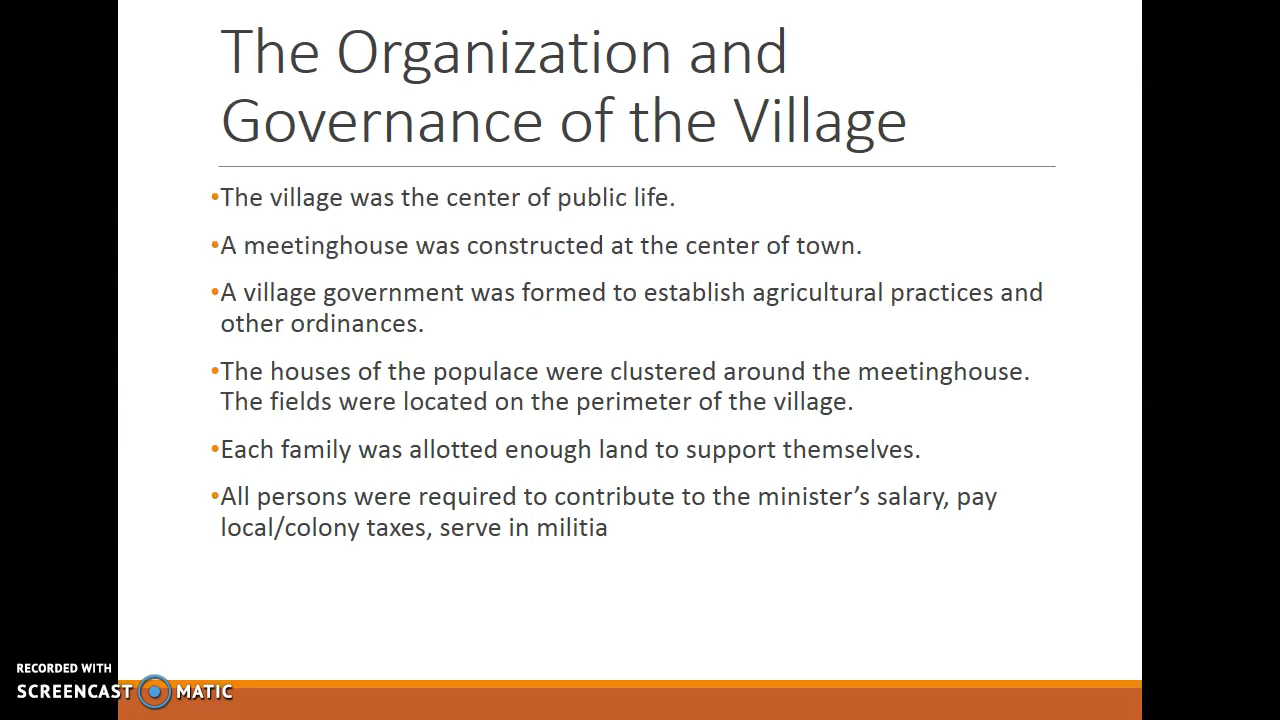 The Organization and
Governance of the Village
•The village was the center of public life.
•A meetinghouse was constructed at the center of town.
•A village government was formed to establish agricultural practices and
other ordinances.
•The houses of the populace were clustered around the meetinghouse.
The fields were located on the perimeter of the village.
•Each family was allotted enough land to support themselves.
•All persons were required to contribute to the minister’s salary, pay
local/colony taxes, serve in militia
RECORDED WITH
SCREENCAST MATIC